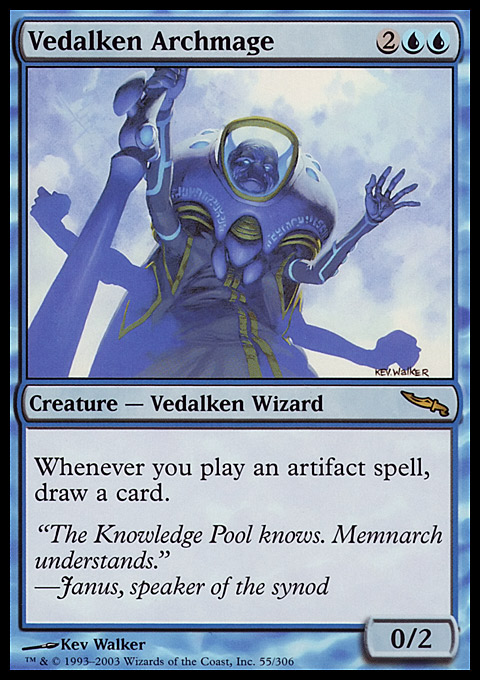 Vedalken Archmage 2
KEV.WALKER
Creature — Vedalken Wizard
Whenever you play an artifact spell,
draw a card.
“The Knowledge Pool knows. Memnarch
understands.”
—Janus, speaker of the synod
0/2
Kev Walker
™ & © 1993–2003 Wizards of the Coast, Inc. 55/306